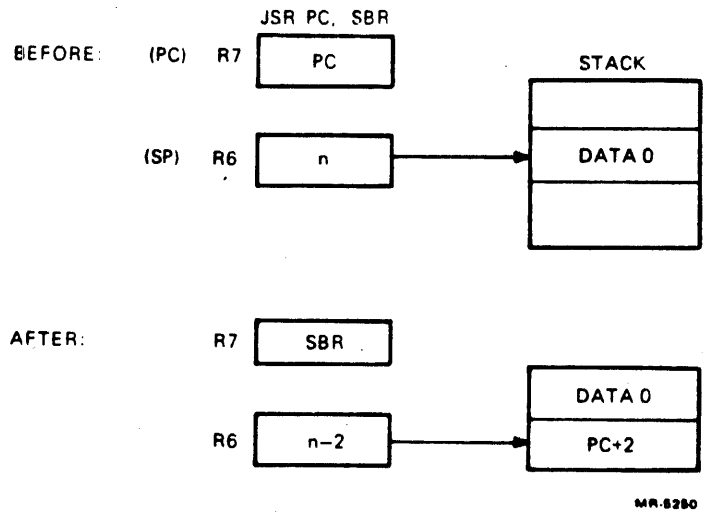 JSR PC, SBR
BEFORE: (PC) R7 PC
STACK
(SP) R6 n DATA 0
AFTER: R7 SBR
DATA 0
R6 n-2 PC+2
MR-5250